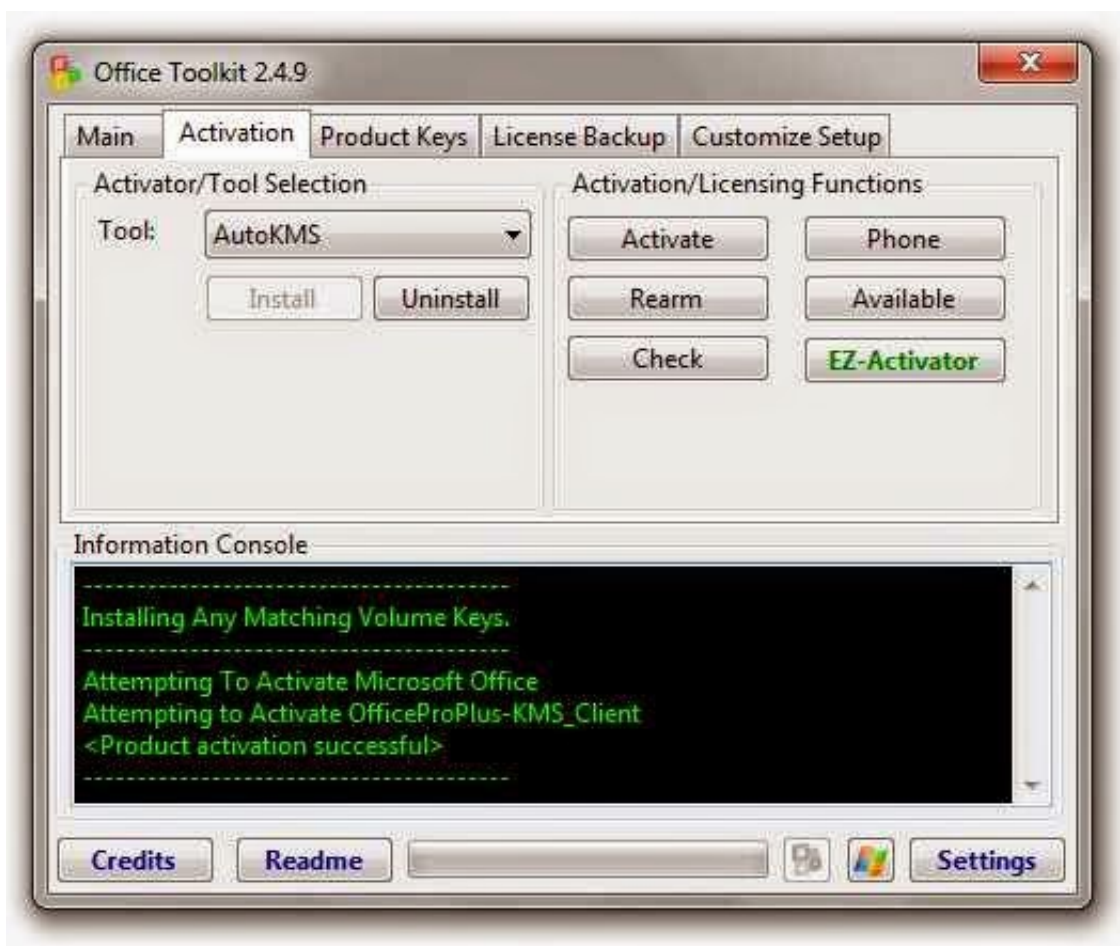 Office Toolkit 2.4.9
Main Activation Product Keys License Backup Customize Setup
Activator/Tool Selection
Tool: AutoKMS
Install Uninstall
Activation/Licensing Functions
Activate Phone
Rearm Available
Check EZ-Activator
Information Console
----------------------------------------
Installing Any Matching Volume Keys.
----------------------------------------
Attempting To Activate Microsoft Office
Attempting to Activate OfficeProPlus-KMS_Client
<Product activation successful>
----------------------------------------
Credits Readme Settings